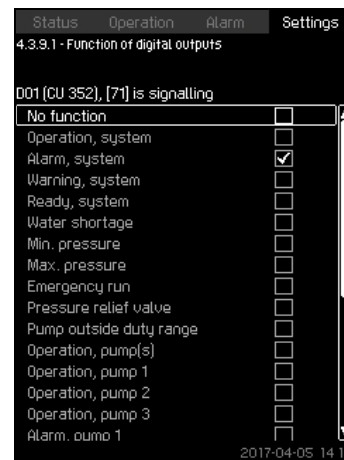 Status Operation Alarm Settings
4.3.9.1 - Function of digital outputs
DO1 (CU 352), [71] is signalling
No function
Operation, system
Alarm, system
Warning, system
Ready, system
Water shortage
Min. pressure
Max. pressure
Emergency run
Pressure relief valve
Pump outside duty range
Operation, pump(s)
Operation, pump 1
Operation, pump 2
Operation, pump 3
Alarm, pump 1
2017-04-05 14